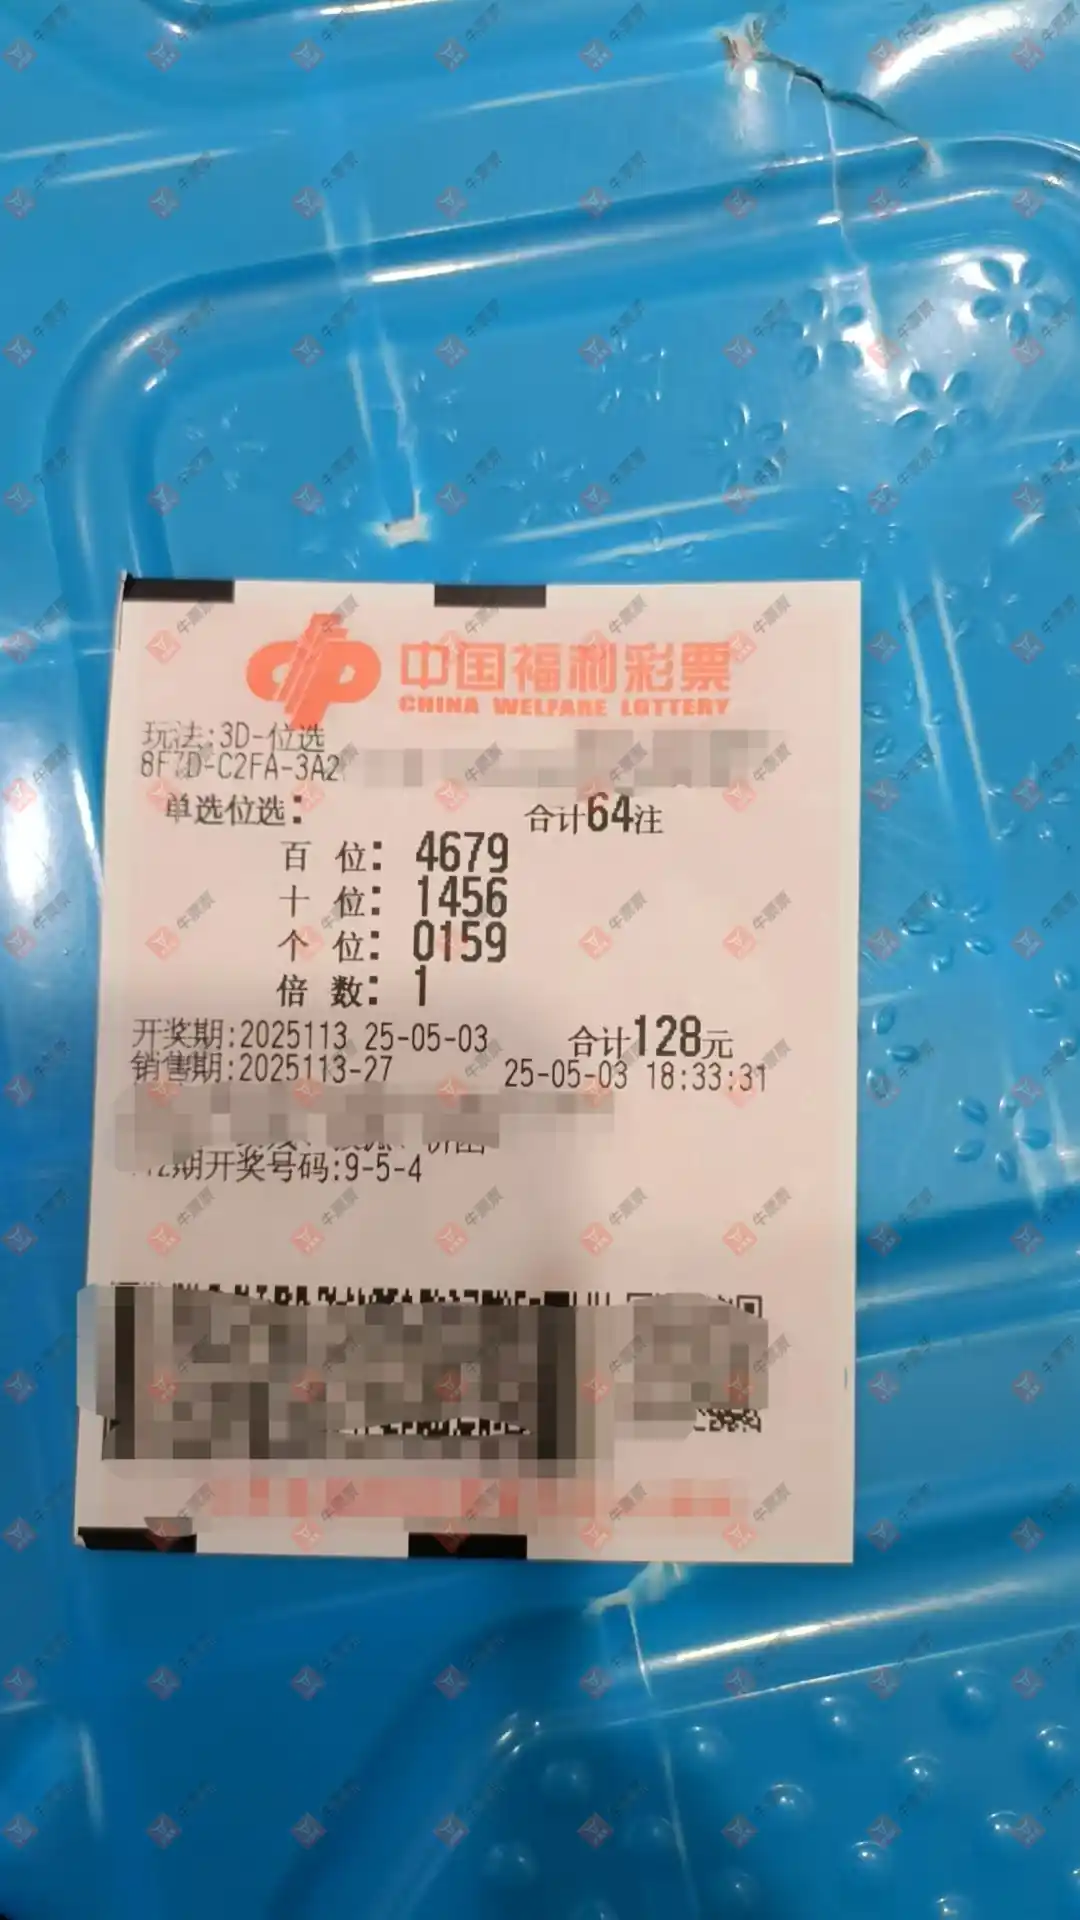 中国福利彩票
CHINA WELFARE LOTTERY
玩法:3D-位选
8F7D-C2FA-3A2
单选位选: 合计64注
百 位: 4679
十 位: 1456
个 位: 0159
倍 数: 1
开奖期:2025113 25-05-03 合计128元
销售期:2025113-27 25-05-03 18:33:31
期开奖号码:9-5-4